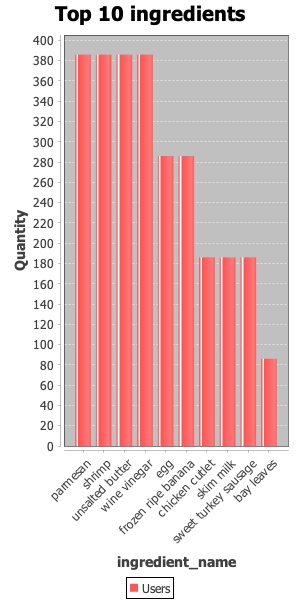 Top 10 ingredients
Quantity
400
380
360
340
320
300
280
260
240
220
200
180
160
140
120
100
80
60
40
20
0
parmesan
shrimp
unsalted butter
wine vinegar
egg
frozen ripe banana
chicken cutlet
skim milk
sweet turkey sausage
bay leaves
ingredient_name
Users